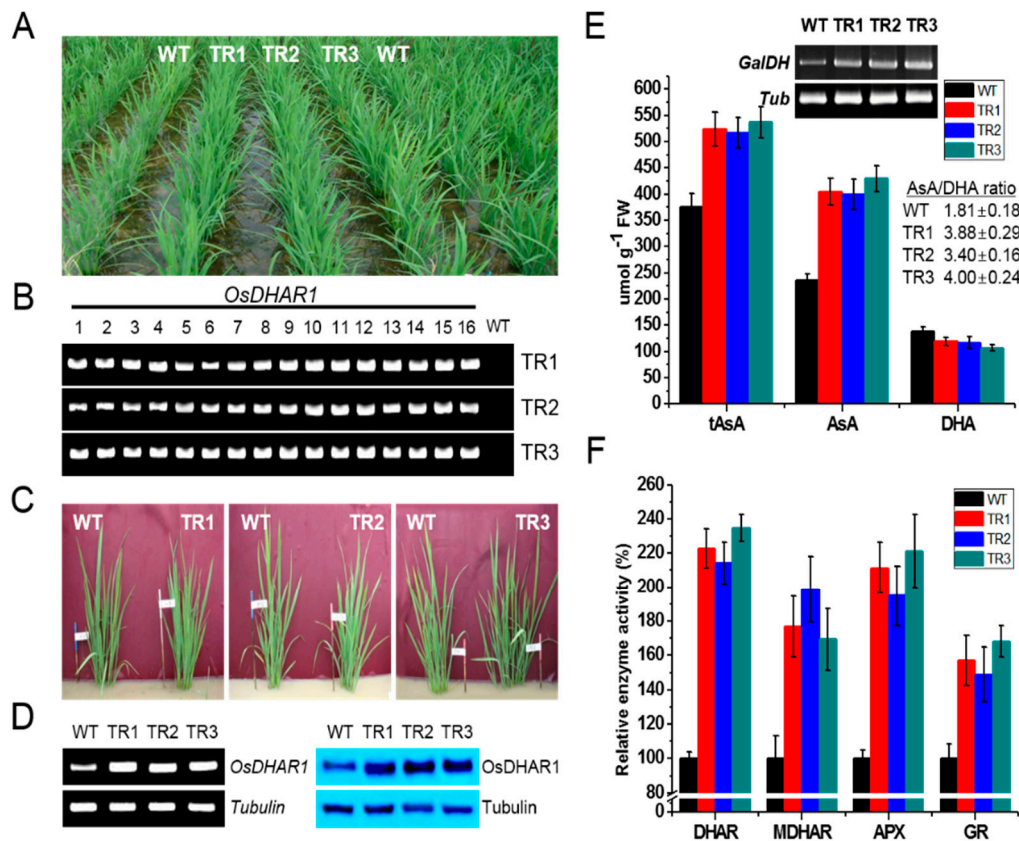 A
WT TR1 TR2 TR3 WT
B
OsDHAR1
1 2 3 4 5 6 7 8 9 10 11 12 13 14 15 16 WT
TR1
TR2
TR3
C
WT TR1 WT TR2 WT TR3
D
WT TR1 TR2 TR3
OsDHAR1
Tubulin
WT TR1 TR2 TR3
OsDHAR1
Tubulin
E
WT TR1 TR2 TR3
GalDH
Tub
WT
TR1
TR2
TR3
AsA/DHA ratio
WT 1.81±0.18
TR1 3.88±0.29
TR2 3.40±0.16
TR3 4.00±0.24
umol g-1 FW
600
550
500
450
400
350
300
250
200
150
100
50
0
tAsA AsA DHA
F
WT
TR1
TR2
TR3
Relative enzyme activity (%)
260
240
220
200
180
160
140
120
100
80
0
DHAR MDHAR APX GR